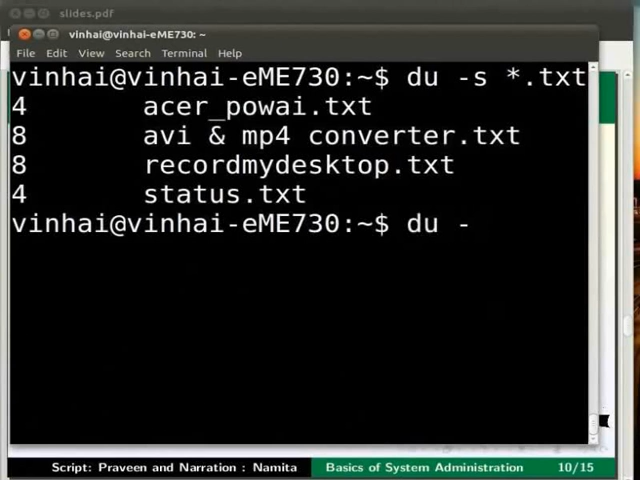 slides.pdf
vinhai@vinhai-eME730: ~
File Edit View Search Terminal Help
vinhai@vinhai-eME730:~$ du -s *.txt
4 acer_powai.txt
8 avi & mp4 converter.txt
8 recordmydesktop.txt
4 status.txt
vinhai@vinhai-eME730:~$ du -
Script: Praveen and Narration : Namita Basics of System Administration 10/15